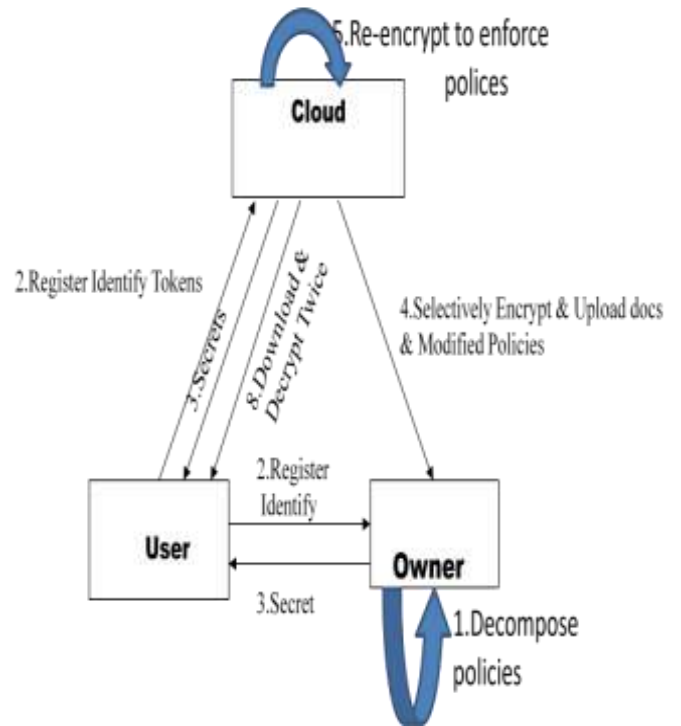 5.Re-encrypt to enforce
polices
Cloud
2.Register Identify Tokens
3.Secrets
8.Download &
Decrypt Twice
4.Selectively Encrypt & Upload docs
& Modified Policies
2.Register
Identify
User
Owner
3.Secret
1.Decompose
policies